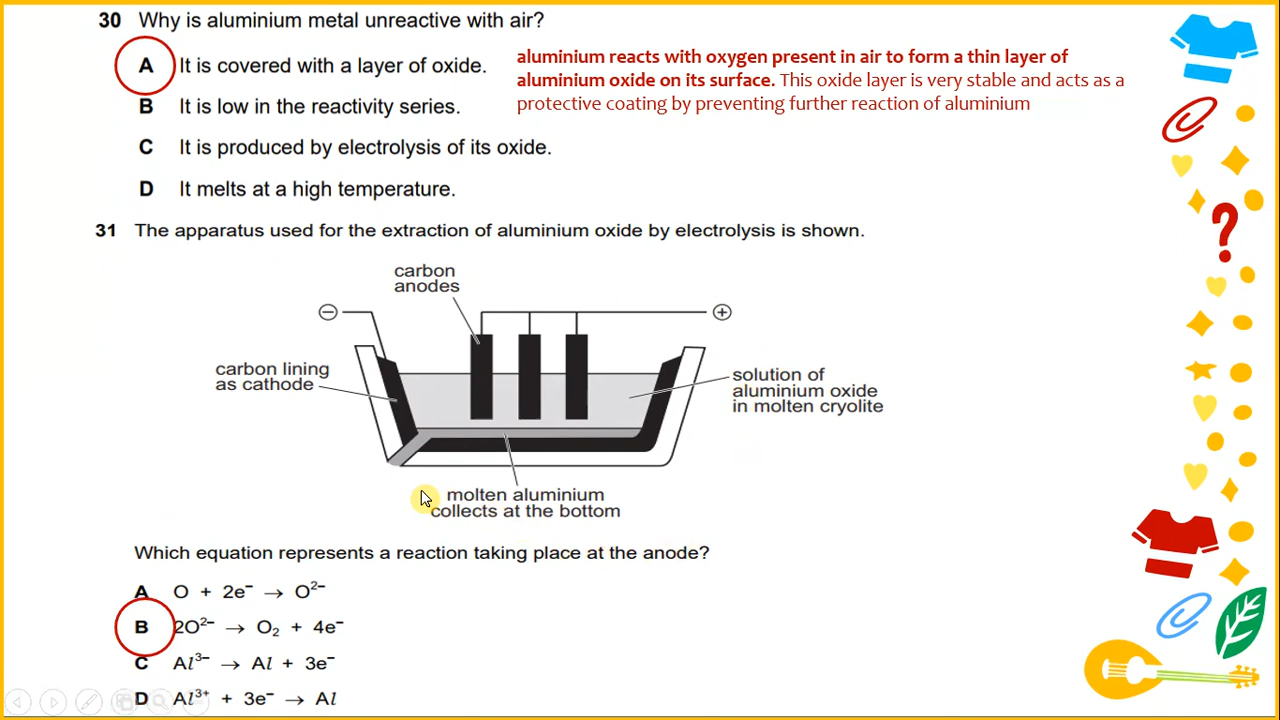 30 Why is aluminium metal unreactive with air?
A It is covered with a layer of oxide.
B It is low in the reactivity series.
C It is produced by electrolysis of its oxide.
D It melts at a high temperature.
aluminium reacts with oxygen present in air to form a thin layer of
aluminium oxide on its surface. This oxide layer is very stable and acts as a
protective coating by preventing further reaction of aluminium
31 The apparatus used for the extraction of aluminium oxide by electrolysis is shown.
carbon
anodes
−
+
carbon lining
as cathode
solution of
aluminium oxide
in molten cryolite
molten aluminium
collects at the bottom
Which equation represents a reaction taking place at the anode?
A O + 2e⁻ → O²⁻
B 2O²⁻ → O₂ + 4e⁻
C Al³⁻ → Al + 3e⁻
D Al³⁺ + 3e⁻ → Al
?